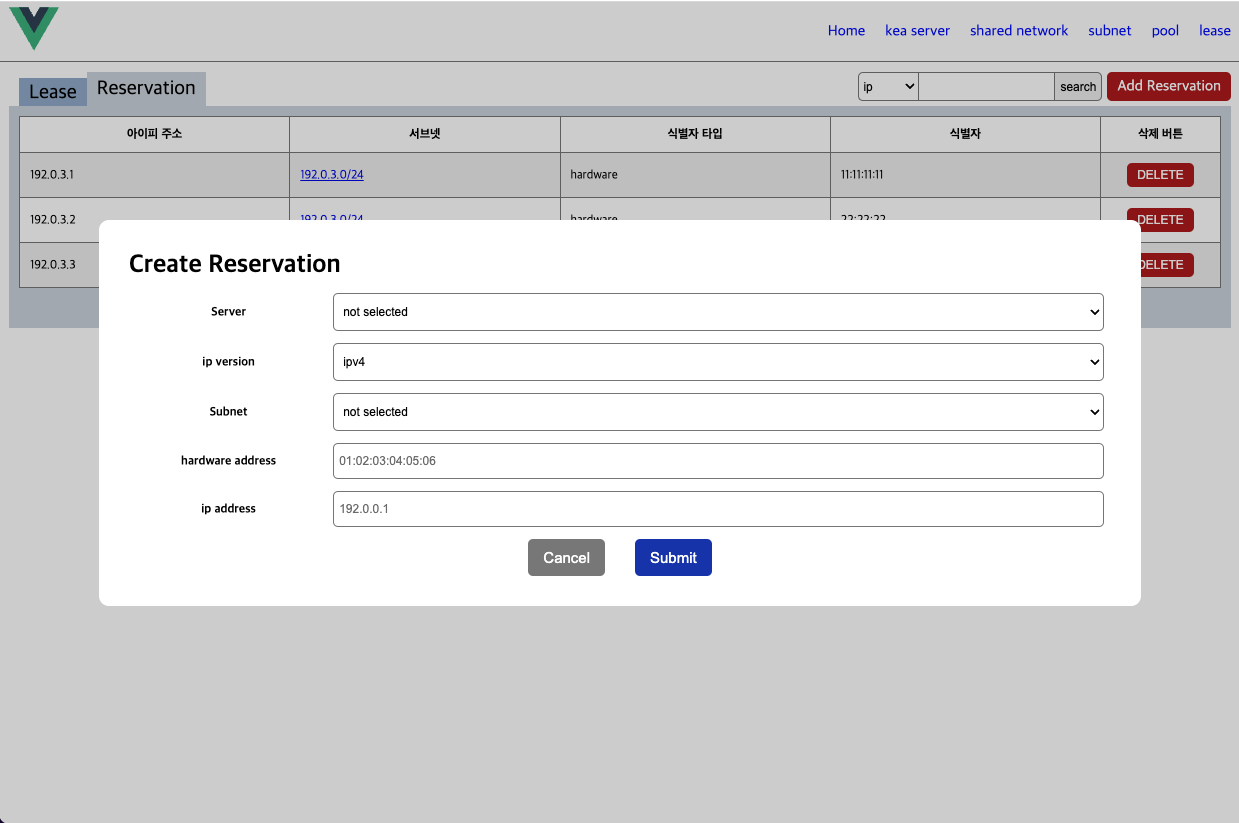 Home kea server shared network subnet pool lease
Lease Reservation ip search Add Reservation
아이피 주소 서브넷 식별자 타입 식별자 삭제 버튼
192.0.3.1 192.0.3.0/24 hardware 11:11:11:11 DELETE
192.0.3.2 192.0.3.0/24 hardware 22:22:22 DELETE
192.0.3.3 DELETE
Create Reservation
Server not selected
ip version ipv4
Subnet not selected
hardware address 01:02:03:04:05:06
ip address 192.0.0.1
Cancel Submit